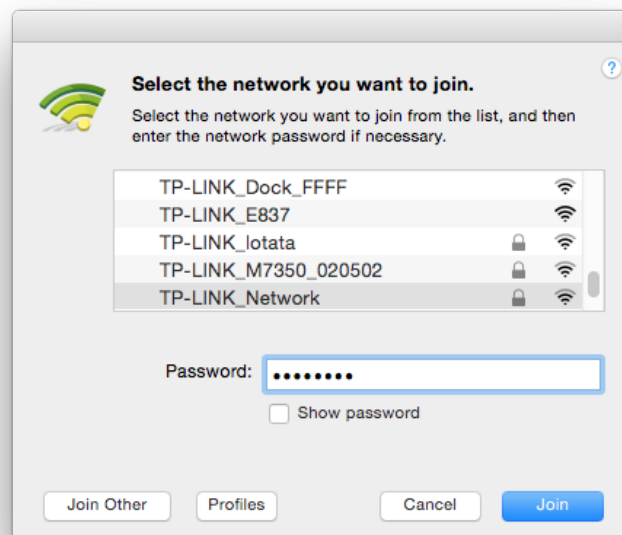 ?
Select the network you want to join.
Select the network you want to join from the list, and then
enter the network password if necessary.
TP-LINK_Dock_FFFF
TP-LINK_E837
TP-LINK_lotata
TP-LINK_M7350_020502
TP-LINK_Network
Password: ••••••••
Show password
Join Other Profiles Cancel Join